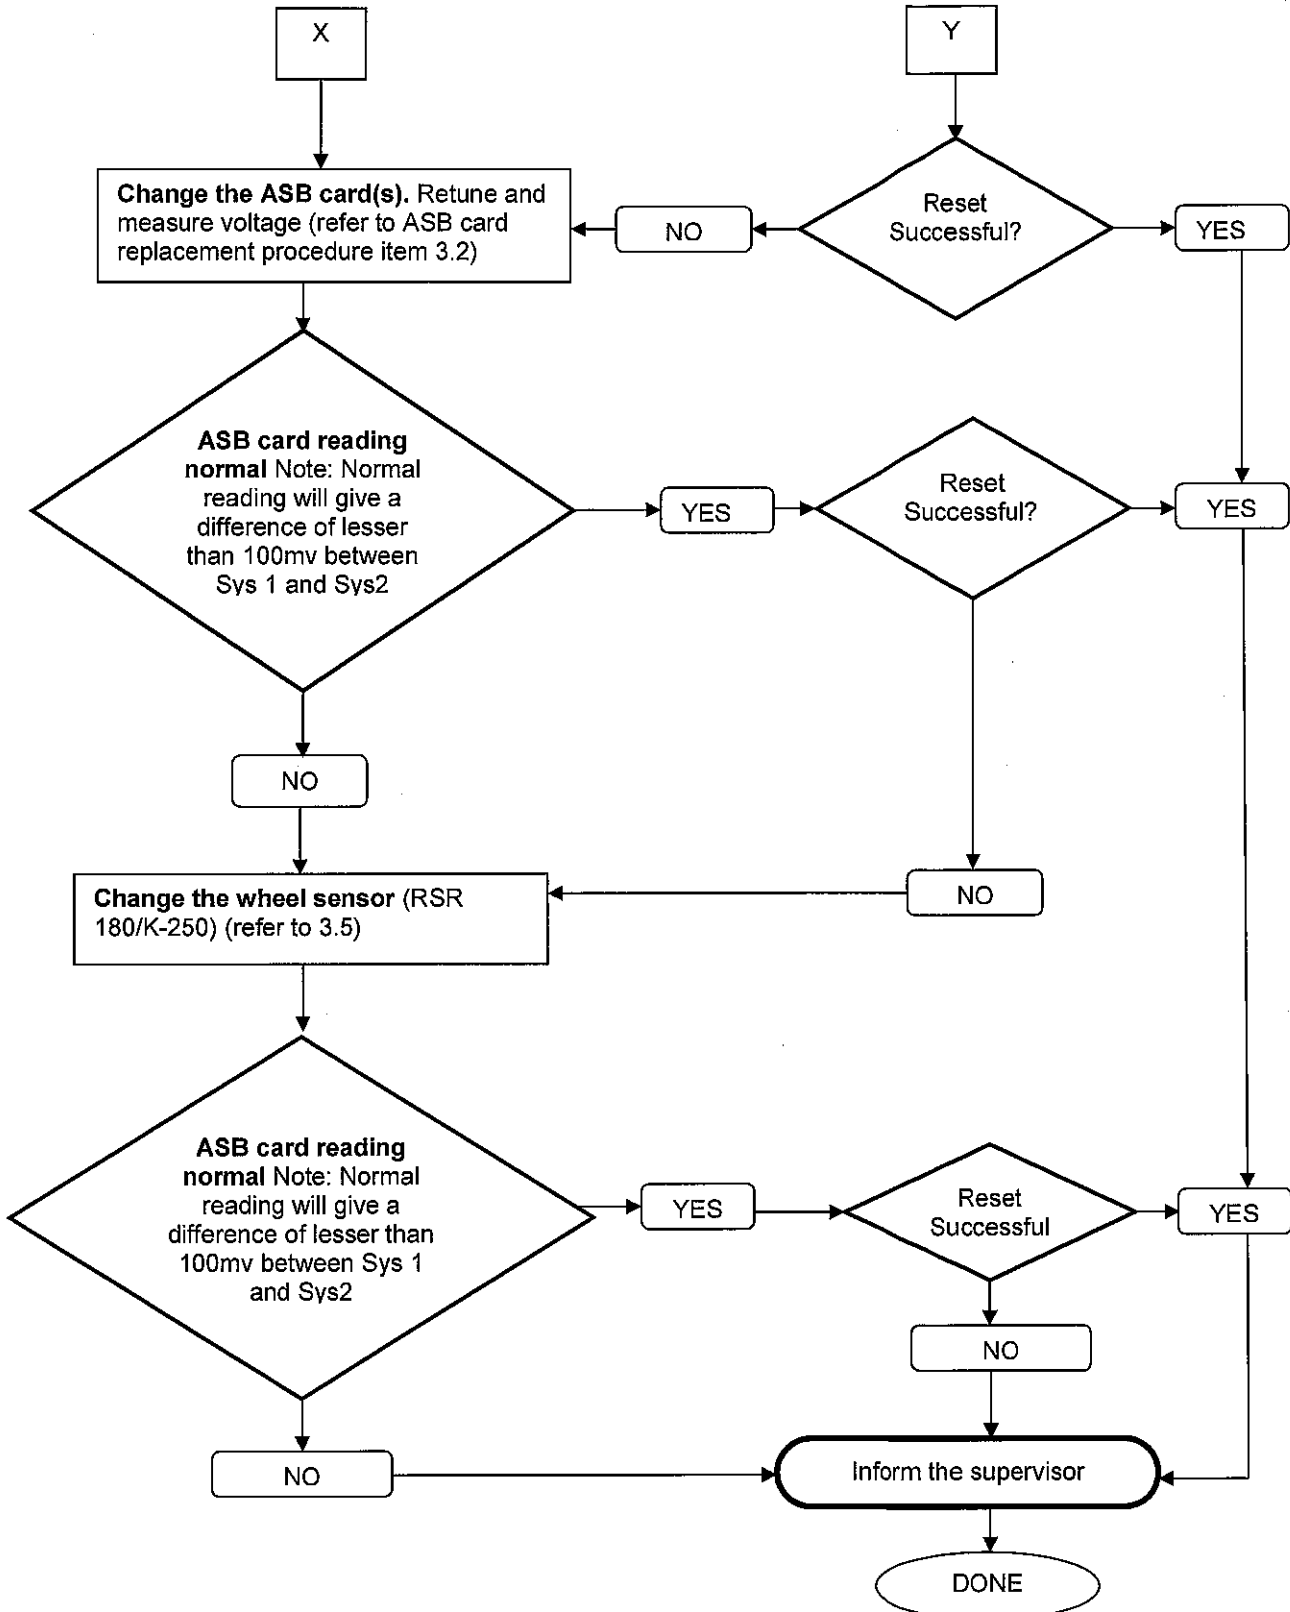 X
Y
Change the ASB card(s). Retune and
measure voltage (refer to ASB card
replacement procedure item 3.2)
NO
Reset
Successful?
YES
ASB card reading
normal Note: Normal
reading will give a
difference of lesser
than 100mv between
Sys 1 and Sys2
YES
Reset
Successful?
YES
NO
Change the wheel sensor (RSR
180/K-250) (refer to 3.5)
NO
ASB card reading
normal Note: Normal
reading will give a
difference of lesser than
100mv between Sys 1
and Sys2
YES
Reset
Successful
YES
NO
NO
Inform the supervisor
DONE